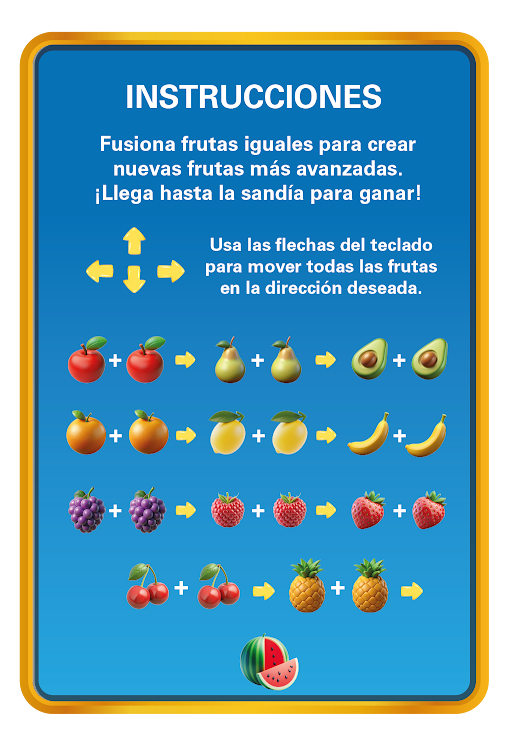 INSTRUCCIONES
Fusiona frutas iguales para crear
nuevas frutas más avanzadas.
¡Llega hasta la sandía para ganar!
Usa las flechas del teclado
para mover todas las frutas
en la dirección deseada.
+ + +
+ + +
+ + +
+ +